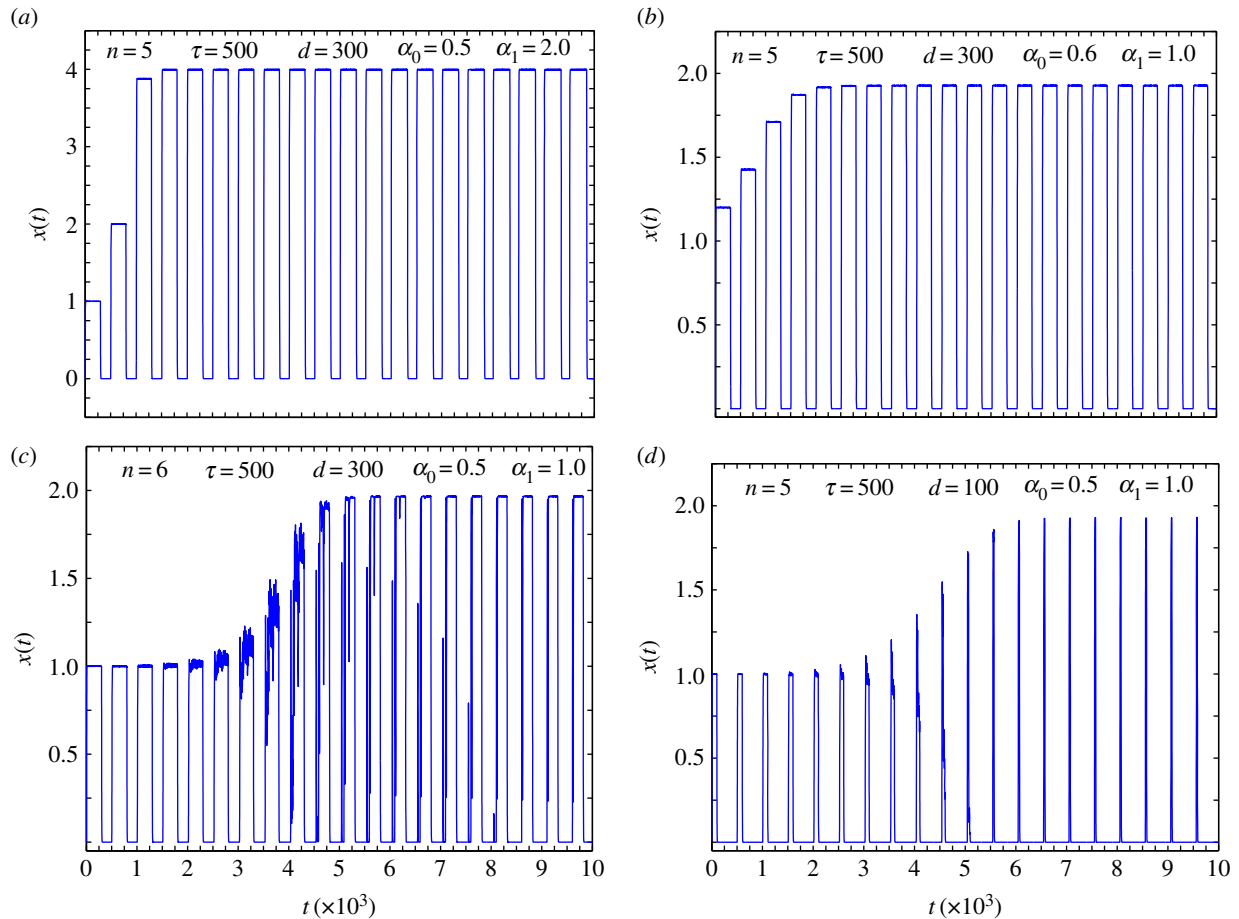 (a)
n = 5 τ = 500 d = 300 α₀ = 0.5 α₁ = 2.0
4
3
2
1
0
x(t)
(b)
n = 5 τ = 500 d = 300 α₀ = 0.6 α₁ = 1.0
2.0
1.5
1.0
0.5
x(t)
(c)
n = 6 τ = 500 d = 300 α₀ = 0.5 α₁ = 1.0
2.0
1.5
1.0
0.5
x(t)
0 1 2 3 4 5 6 7 8 9 10
t (×10³)
(d)
n = 5 τ = 500 d = 100 α₀ = 0.5 α₁ = 1.0
2.0
1.5
1.0
0.5
x(t)
0 1 2 3 4 5 6 7 8 9 10
t (×10³)